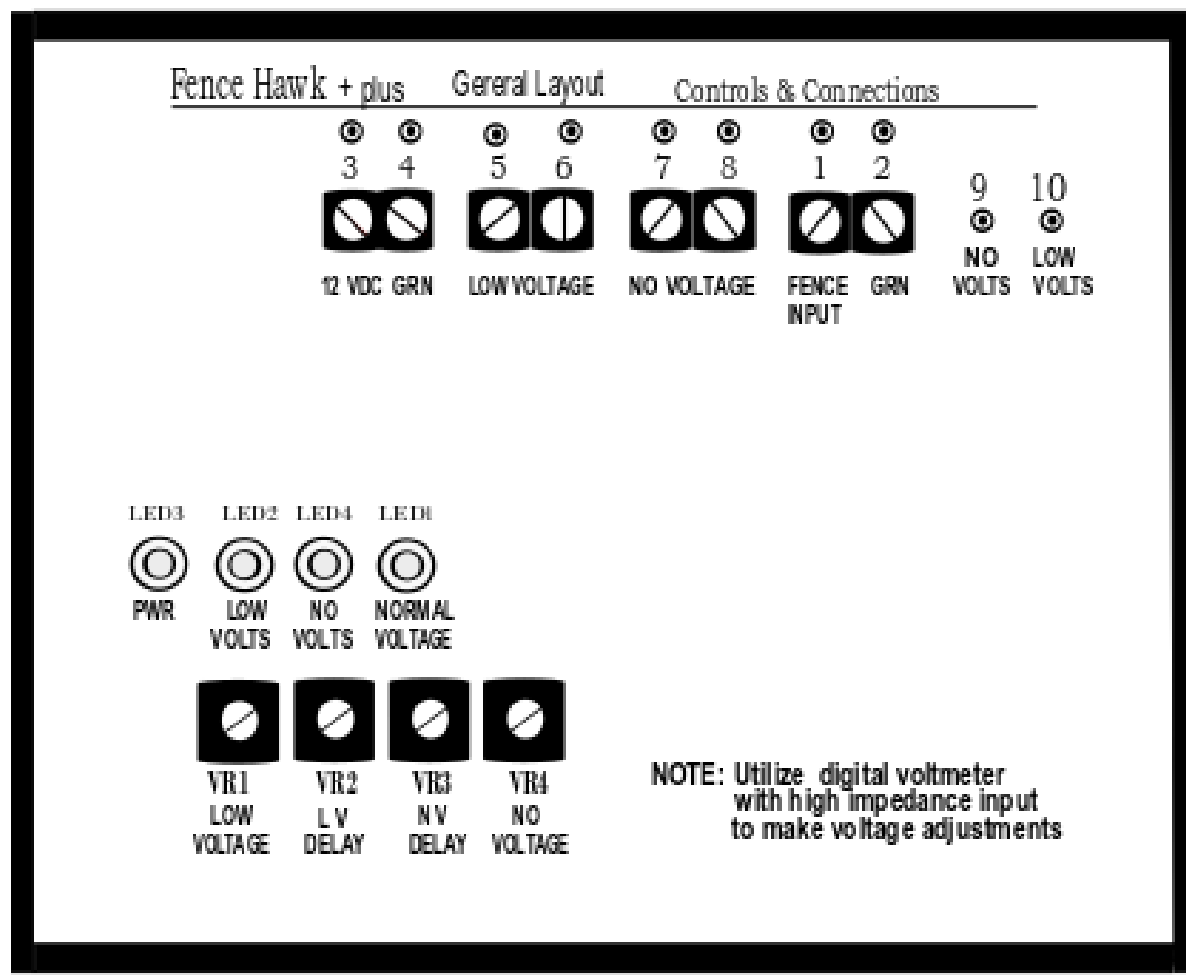 Fence Hawk + plus Gereral Layout Controls & Connections
3 4 5 6 7 8 1 2
9 10
12 VDC GRN LOW VOLTAGE NO VOLTAGE FENCE INPUT GRN
NO VOLTS LOW VOLTS
LED3 LED2 LED4 LED1
PWR LOW VOLTS NO VOLTS NORMAL VOLTAGE
VR1 VR2 VR3 VR4
LOW VOLTAGE L V DELAY N V DELAY NO VOLTAGE
NOTE: Utilize digital voltmeter
with high impedance input
to make voltage adjustments